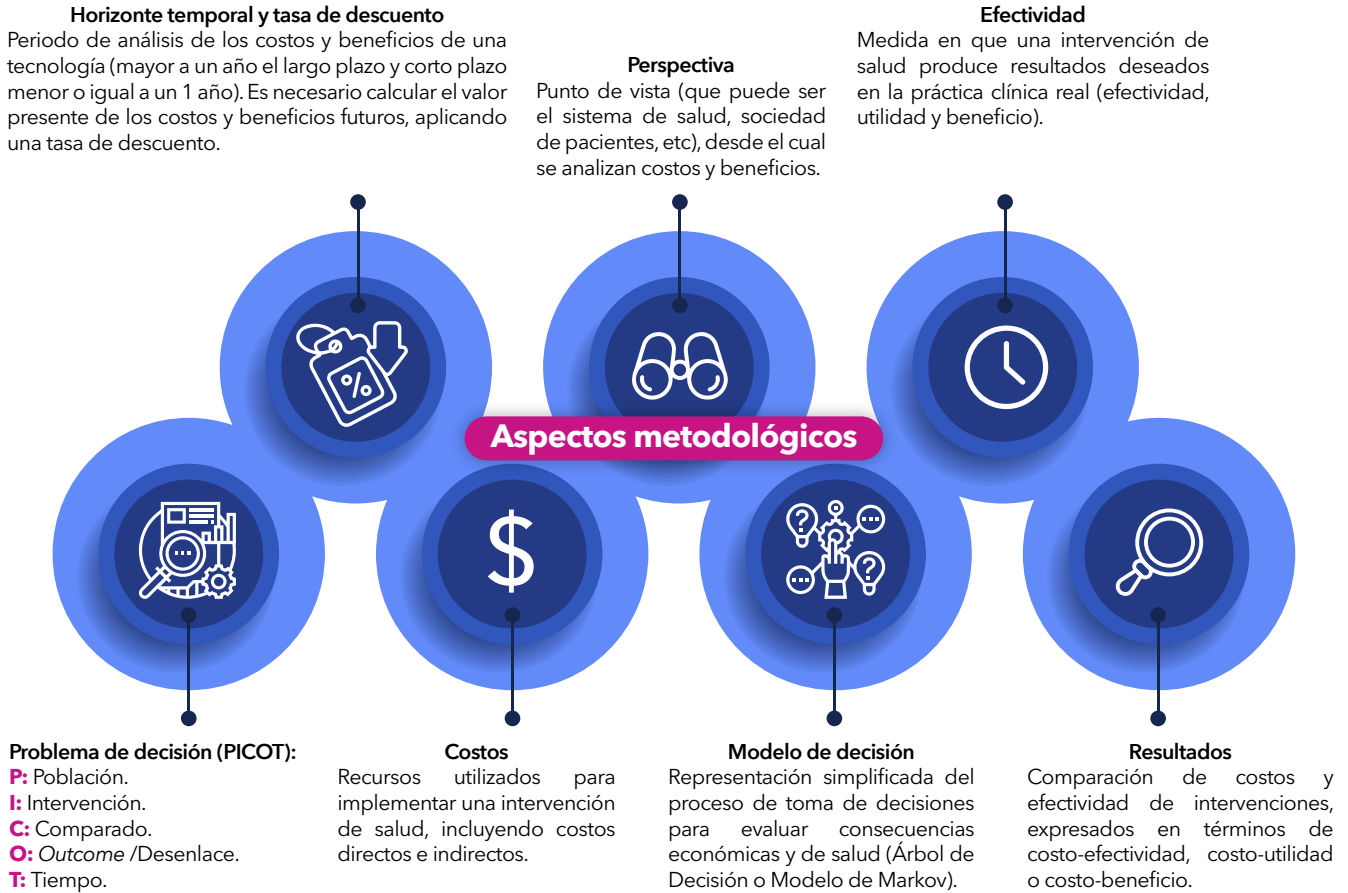 Horizonte temporal y tasa de descuento
Periodo de análisis de los costos y beneficios de una
tecnología (mayor a un año el largo plazo y corto plazo
menor o igual a un 1 año). Es necesario calcular el valor
presente de los costos y beneficios futuros, aplicando
una tasa de descuento.
Perspectiva
Punto de vista (que puede ser
el sistema de salud, sociedad
de pacientes, etc), desde el cual
se analizan costos y beneficios.
Efectividad
Medida en que una intervención de
salud produce resultados deseados
en la práctica clínica real (efectividad,
utilidad y beneficio).
%
Aspectos metodológicos
$
?
?
Problema de decisión (PICOT):
P: Población.
I: Intervención.
C: Comparado.
O: Outcome /Desenlace.
T: Tiempo.
Costos
Recursos utilizados para
implementar una intervención
de salud, incluyendo costos
directos e indirectos.
Modelo de decisión
Representación simplificada del
proceso de toma de decisiones
para evaluar consecuencias
económicas y de salud (Árbol de
Decisión o Modelo de Markov).
Resultados
Comparación de costos y
efectividad de intervenciones,
expresados en términos de
costo-efectividad, costo-utilidad
o costo-beneficio.